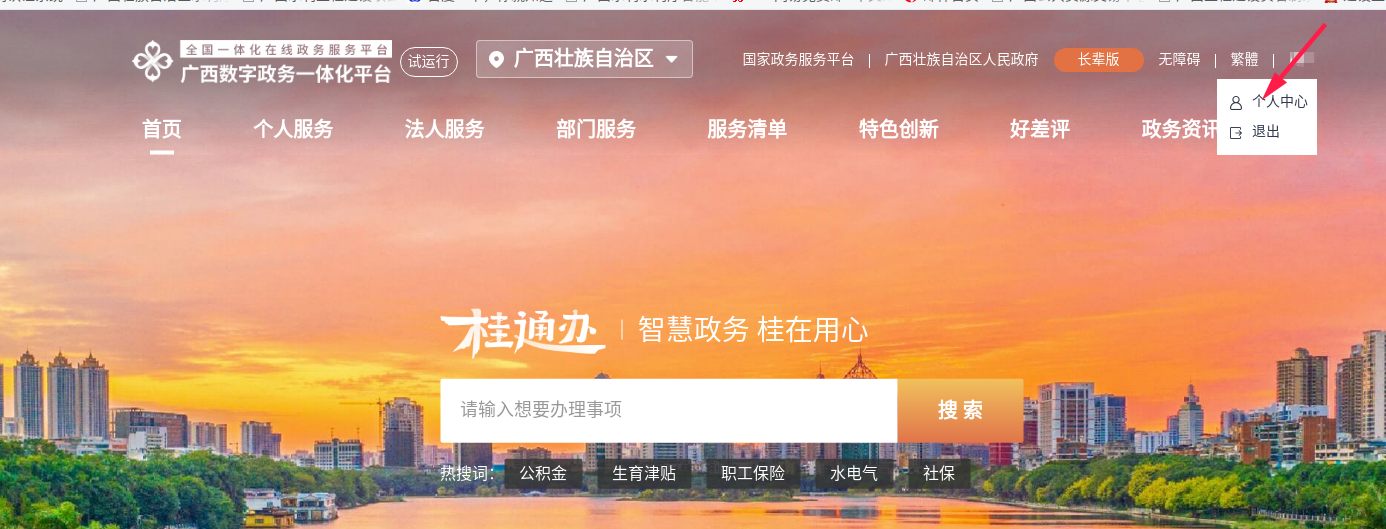 全国一体化在线政务服务平台
广西数字政务一体化平台
试运行
广西壮族自治区
国家政务服务平台
广西壮族自治区人民政府
长辈版
无障碍
繁體
个人中心
退出
首页 个人服务 法人服务 部门服务 服务清单 特色创新 好差评 政务资讯
桂通办 智慧政务 桂在用心
请输入想要办理事项
搜索
热搜词: 公积金 生育津贴 职工保险 水电气 社保